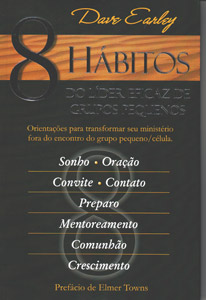 Dave Earley
8 HÁBITOS
DO LÍDER EFICAZ DE
GRUPOS PEQUENOS
Orientações para transformar seu ministério
fora do encontro do grupo pequeno/célula.
Sonho • Oração
Convite • Contato
Preparo
Mentoreamento
Comunhão
Crescimento
8
Prefácio de Elmer Towns